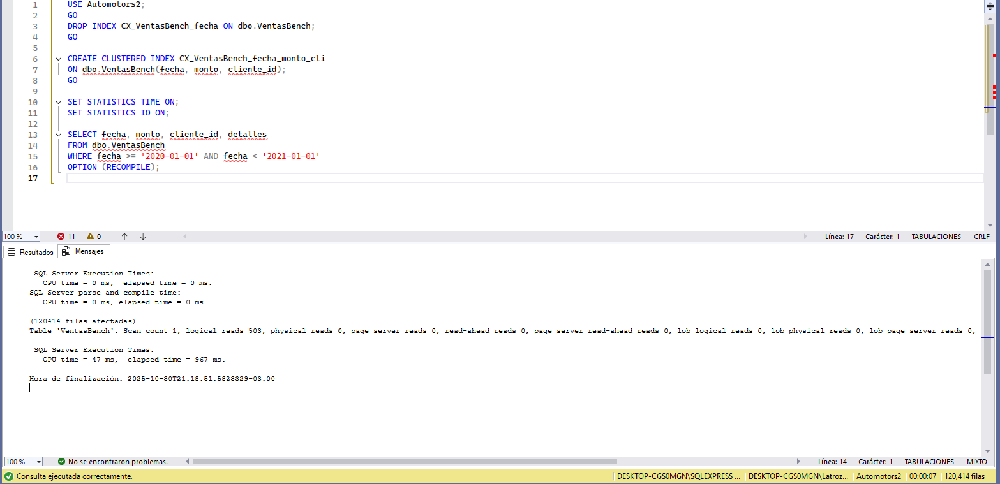 1 USE Automotors2;
2 GO
3 DROP INDEX CX_VentasBench_fecha ON dbo.VentasBench;
4 GO
5
6 CREATE CLUSTERED INDEX CX_VentasBench_fecha_monto_cli
7 ON dbo.VentasBench(fecha, monto, cliente_id);
8 GO
9
10 SET STATISTICS TIME ON;
11 SET STATISTICS IO ON;
12
13 SELECT fecha, monto, cliente_id, detalles
14 FROM dbo.VentasBench
15 WHERE fecha >= '2020-01-01' AND fecha < '2021-01-01'
16 OPTION (RECOMPILE);
17
100 % 11 0 Línea: 17 Carácter: 1 TABULACIONES CRLF
Resultados Mensajes
SQL Server Execution Times:
CPU time = 0 ms, elapsed time = 0 ms.
SQL Server parse and compile time:
CPU time = 0 ms, elapsed time = 0 ms.
(120414 filas afectadas)
Table 'VentasBench'. Scan count 1, logical reads 503, physical reads 0, page server reads 0, read-ahead reads 0, page server read-ahead reads 0, lob logical reads 0, lob physical reads 0, lob page server reads 0,
SQL Server Execution Times:
CPU time = 47 ms, elapsed time = 967 ms.
Hora de finalización: 2025-10-30T21:18:51.5823329-03:00
100 % No se encontraron problemas. Línea: 14 Carácter: 1 TABULACIONES MIXTO
Consulta ejecutada correctamente. DESKTOP-CGS0MGN\SQLEXPRESS ... DESKTOP-CGS0MGN\Latroz... Automotors2 00:00:07 120,414 filas